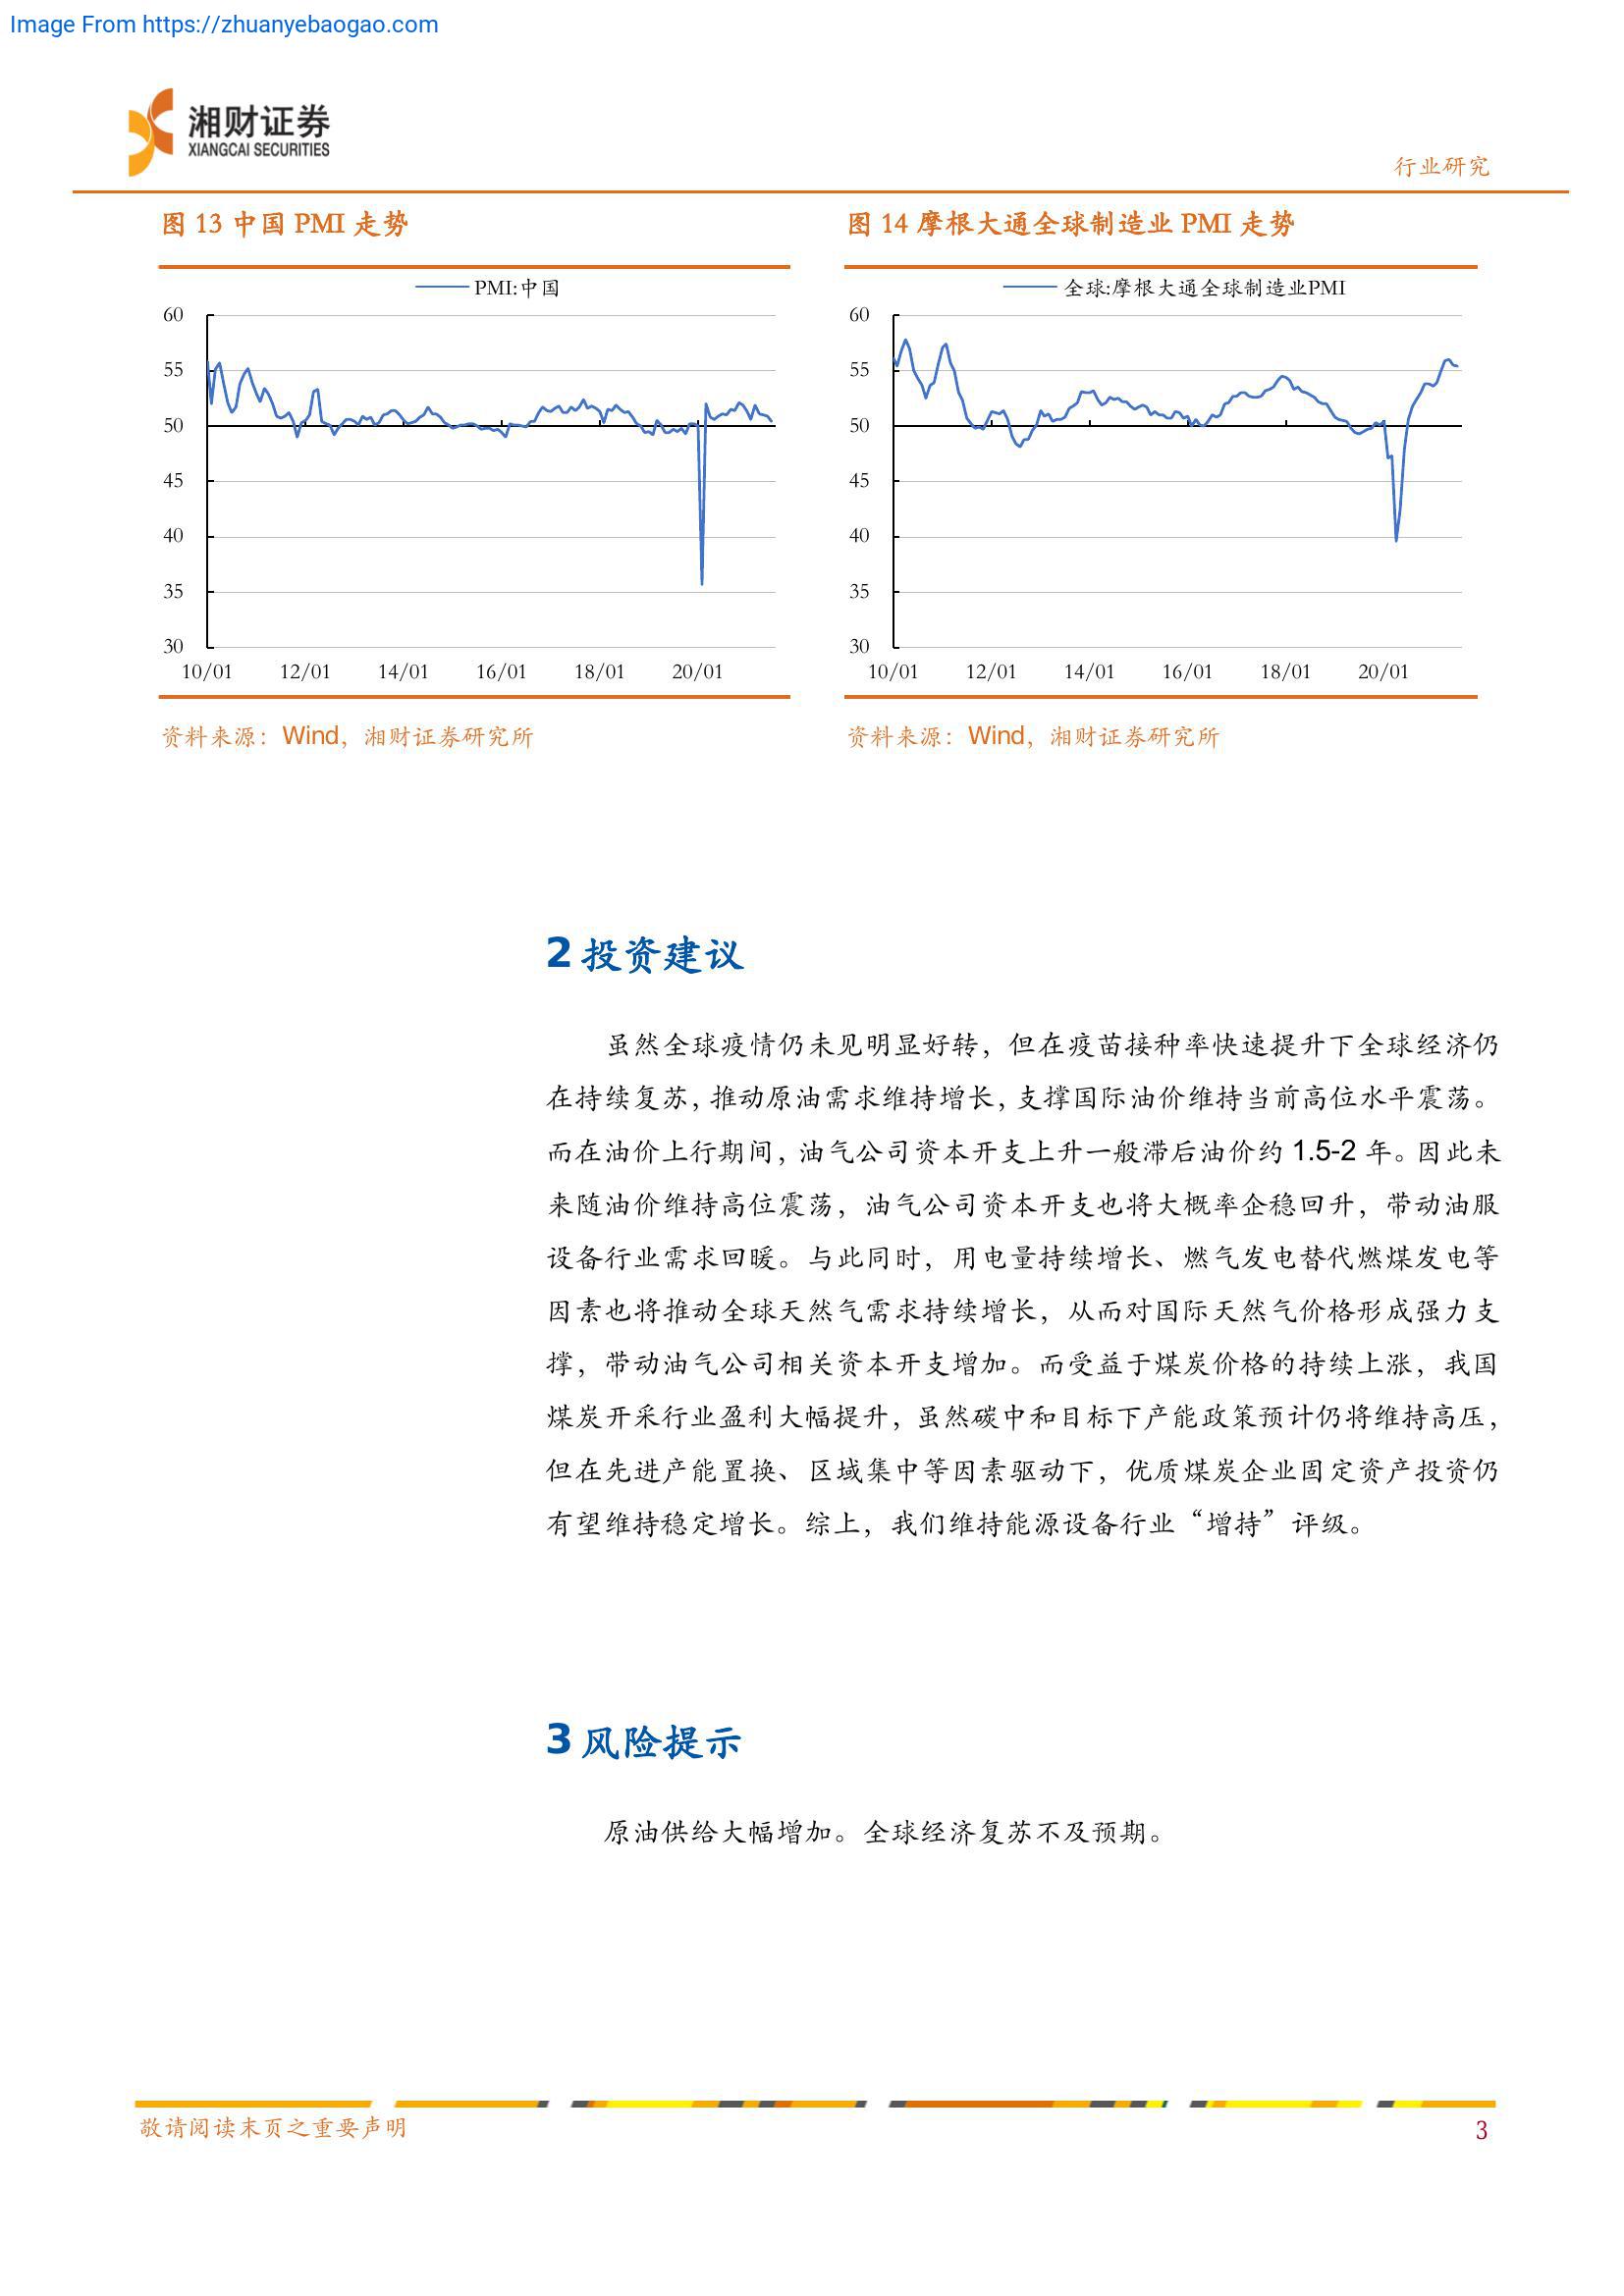 Image From https://zhuanyebaogao.com
湘财证券
XIANGCAI SECURITIES
行业研究
图 13 中国 PMI 走势
PMI:中国
60
55
50
45
40
35
30
10/01 12/01 14/01 16/01 18/01 20/01
资料来源：Wind，湘财证券研究所
图 14 摩根大通全球制造业 PMI 走势
全球:摩根大通全球制造业PMI
60
55
50
45
40
35
30
10/01 12/01 14/01 16/01 18/01 20/01
资料来源：Wind，湘财证券研究所
2 投资建议
虽然全球疫情仍未见明显好转，但在疫苗接种率快速提升下全球经济仍
在持续复苏，推动原油需求维持增长，支撑国际油价维持当前高位水平震荡。
而在油价上行期间，油气公司资本开支上升一般滞后油价约 1.5-2 年。因此未
来随油价维持高位震荡，油气公司资本开支也将大概率企稳回升，带动油服
设备行业需求回暖。与此同时，用电量持续增长、燃气发电替代燃煤发电等
因素也将推动全球天然气需求持续增长，从而对国际天然气价格形成强力支
撑，带动油气公司相关资本开支增加。而受益于煤炭价格的持续上涨，我国
煤炭开采行业盈利大幅提升，虽然碳中和目标下产能政策预计仍将维持高压，
但在先进产能置换、区域集中等因素驱动下，优质煤炭企业固定资产投资仍
有望维持稳定增长。综上，我们维持能源设备行业“增持”评级。
3 风险提示
原油供给大幅增加。全球经济复苏不及预期。
敬请阅读末页之重要声明
3